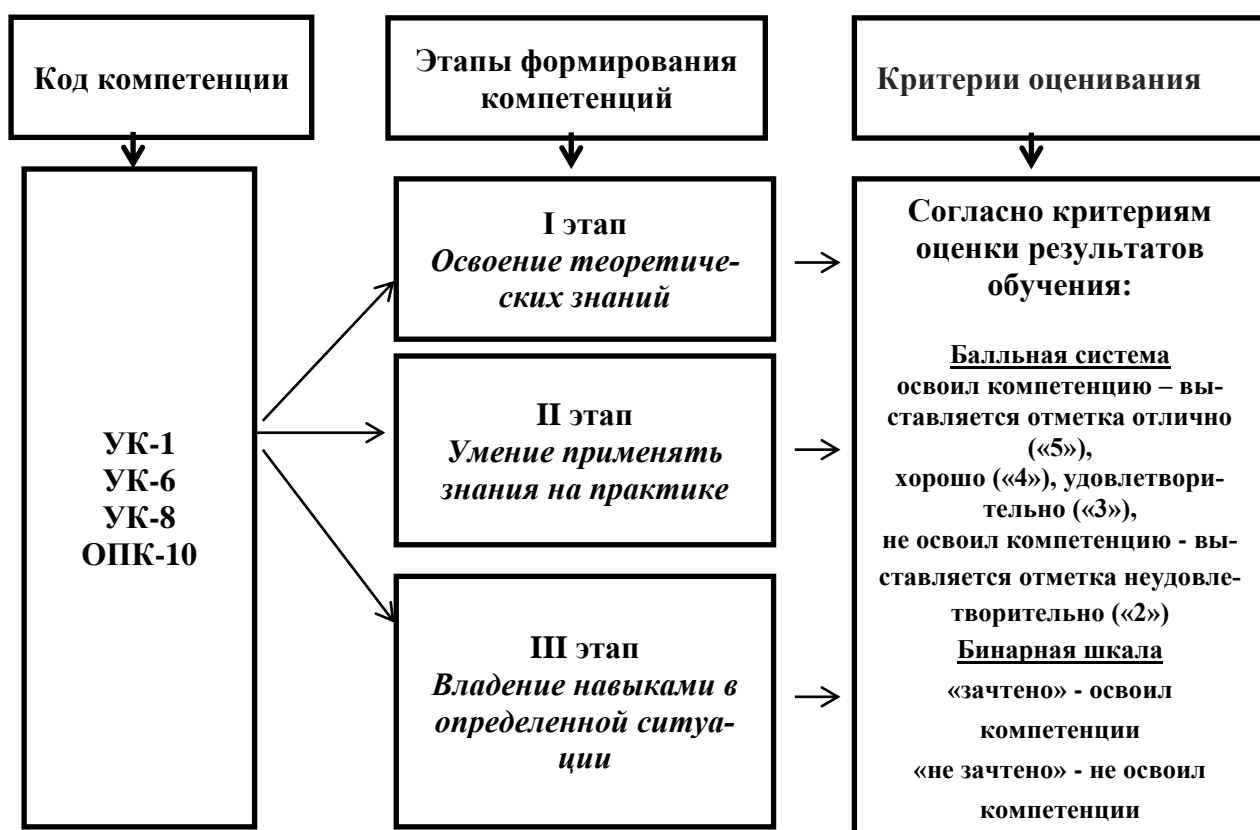 Код компетенции
Этапы формирования
компетенций
Критерии оценивания
УК-1
УК-6
УК-8
ОПК-10
I этап
Освоение теоретиче-
ских знаний
II этап
Умение применять
знания на практике
III этап
Владение навыками в
определенной ситуа-
ции
Согласно критериям
оценки результатов
обучения:
Балльная система
освоил компетенцию – вы-
ставляется отметка отлично
(«5»),
хорошо («4»), удовлетвори-
тельно («3»),
не освоил компетенцию - вы-
ставляется отметка неудовле-
творительно («2»)
Бинарная шкала
«зачтено» - освоил
компетенции
«не зачтено» - не освоил
компетенции